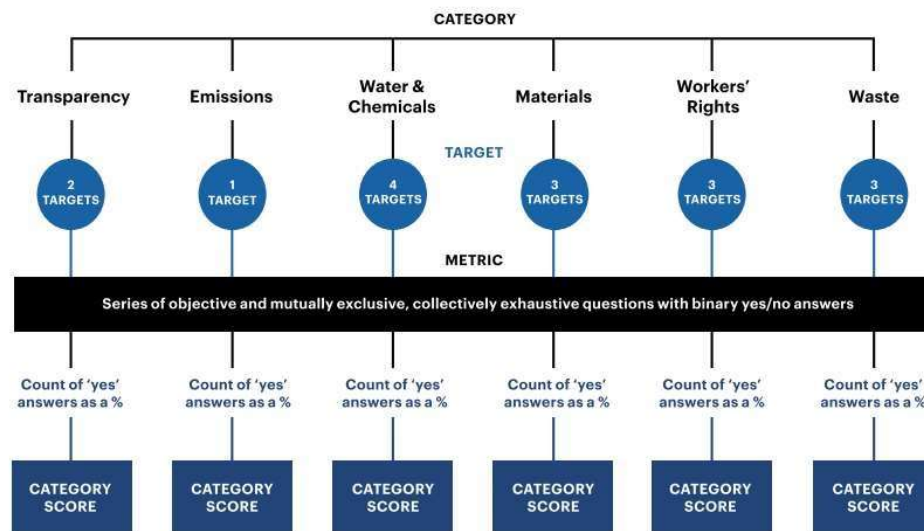 CATEGORY
Transparency
Emissions
Water &
Chemicals
Materials
Workers'
Rights
Waste
TARGET
2
TARGETS
1
TARGET
4
TARGETS
3
TARGETS
3
TARGETS
3
TARGETS
METRIC
Series of objective and mutually exclusive, collectively exhaustive questions with binary yes/no answers
Count of 'yes'
answers as a %
Count of 'yes'
answers as a %
Count of 'yes'
answers as a %
Count of 'yes'
answers as a %
Count of 'yes'
answers as a %
Count of 'yes'
answers as a %
CATEGORY
SCORE
CATEGORY
SCORE
CATEGORY
SCORE
CATEGORY
SCORE
CATEGORY
SCORE
CATEGORY
SCORE